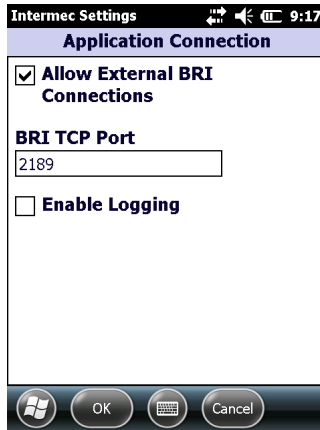 Intermec Settings 9:17
Application Connection
Allow External BRI
Connections
BRI TCP Port
2189
Enable Logging
OK Cancel